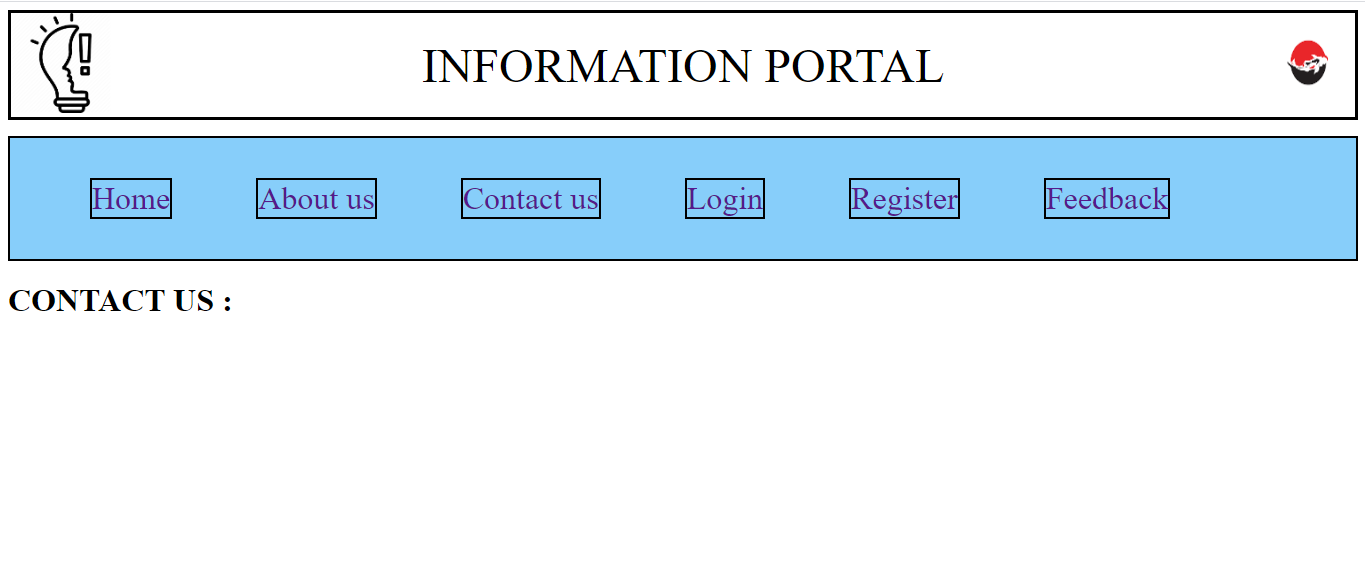 INFORMATION PORTAL
Home About us Contact us Login Register Feedback
CONTACT US :